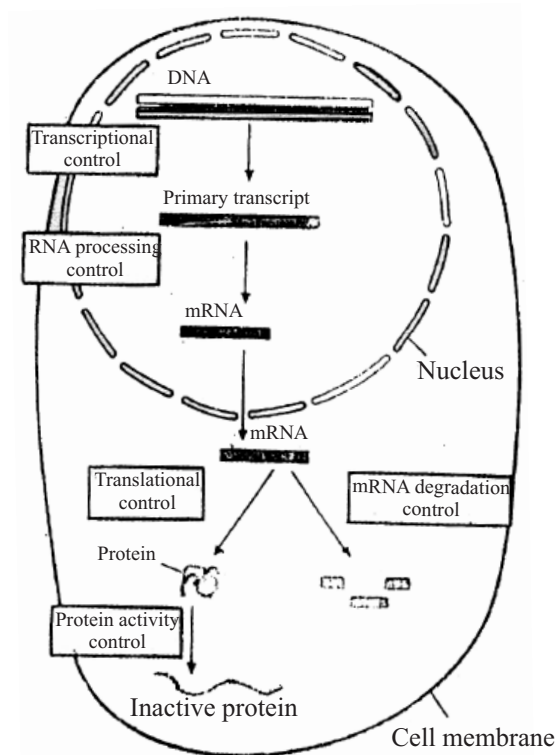 DNA
Transcriptional
control
Primary transcript
RNA processing
control
mRNA
Nucleus
mRNA
Translational
control
mRNA degradation
control
Protein
Protein activity
control
Inactive protein
Cell membrane